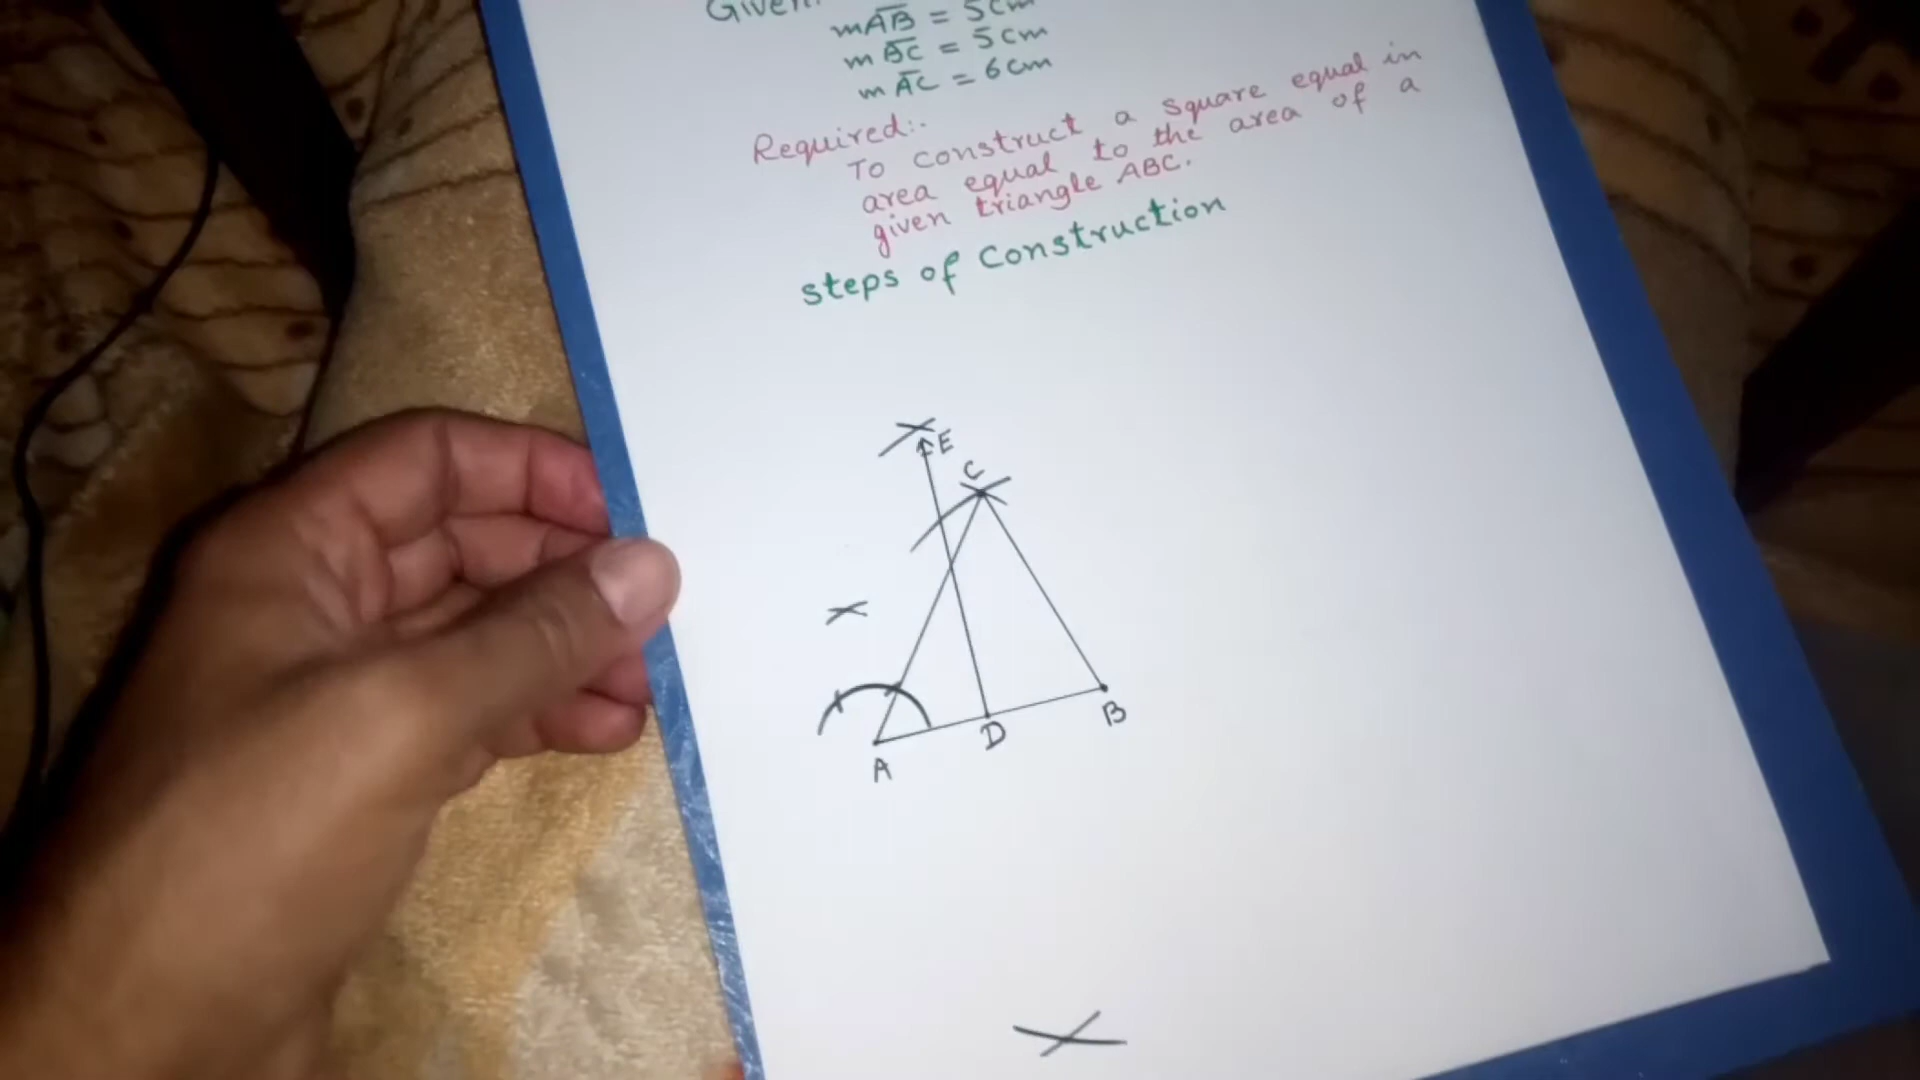 Given:
mAB = 5cm
mBC = 5cm
mAC = 6cm
Required:-
To construct a square equal in
area equal to the area of a
given triangle ABC.
steps of Construction
E
C
B
D
A